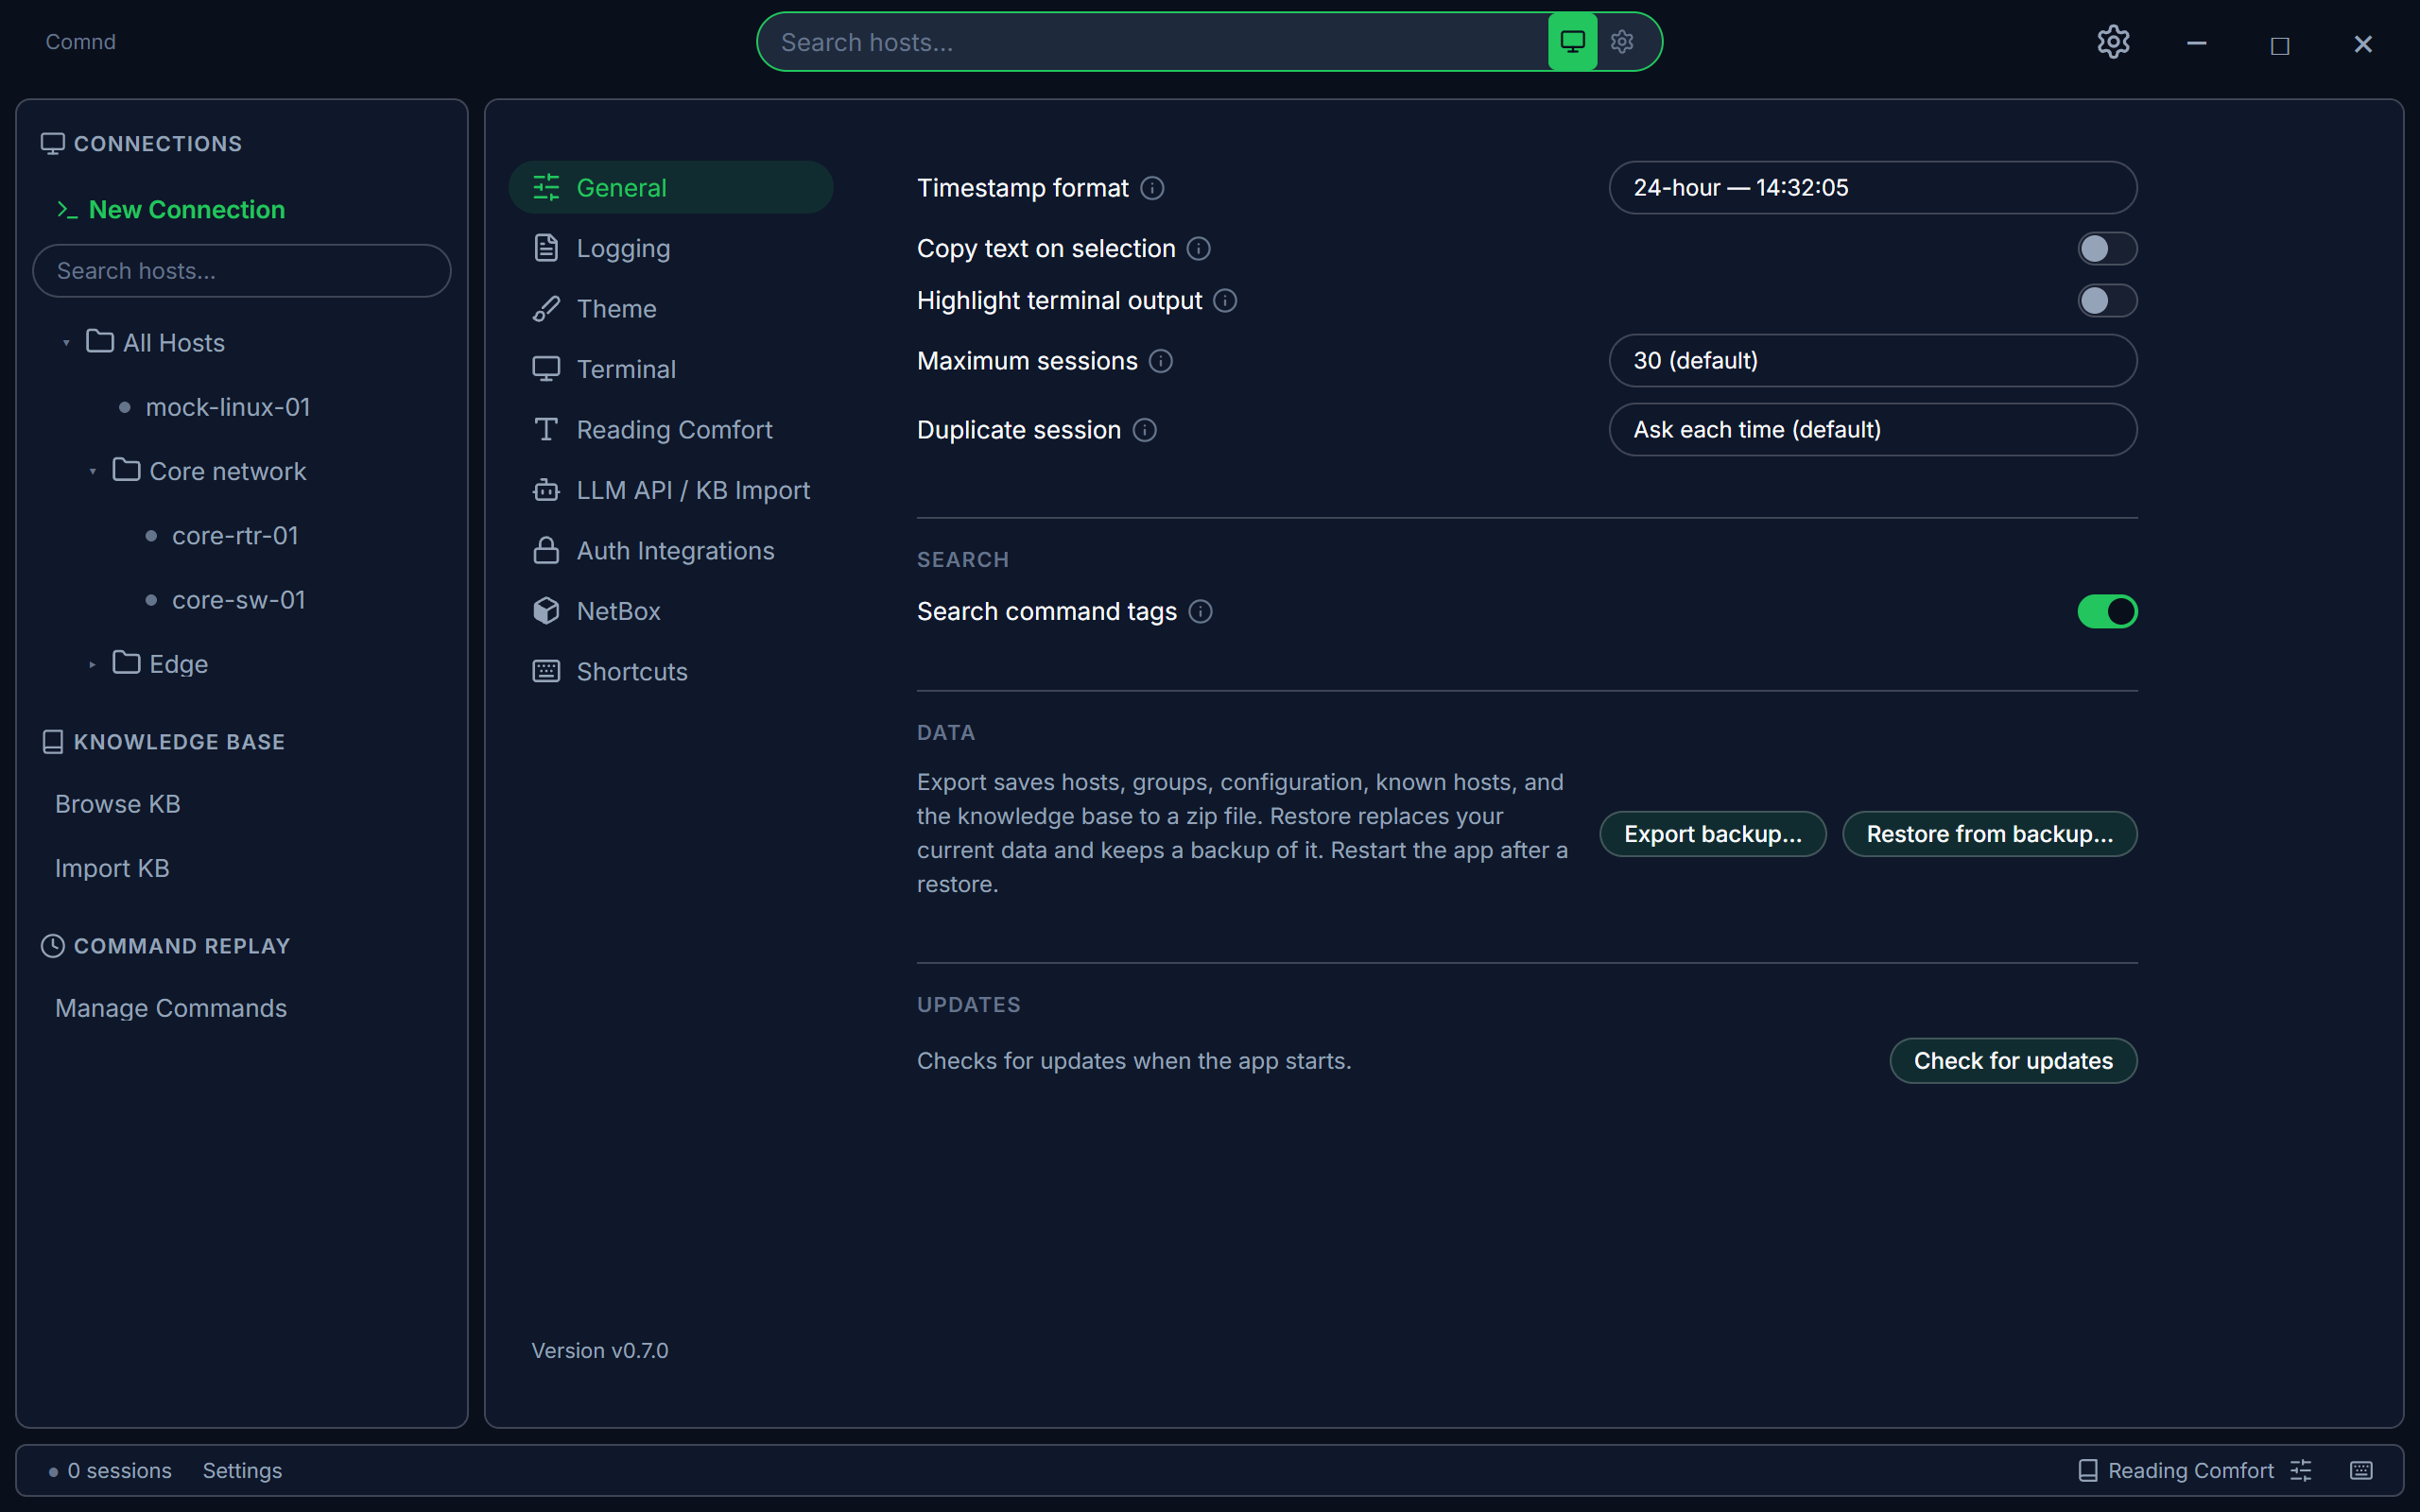 Comnd
Search hosts...
CONNECTIONS
New Connection
Search hosts...
All Hosts
mock-linux-01
Core network
core-rtr-01
core-sw-01
Edge
KNOWLEDGE BASE
Browse KB
Import KB
COMMAND REPLAY
Manage Commands
General
Logging
Theme
Terminal
Reading Comfort
LLM API / KB Import
Auth Integrations
NetBox
Shortcuts
Version v0.7.0
Timestamp format
24-hour — 14:32:05
Copy text on selection
Highlight terminal output
Maximum sessions
30 (default)
Duplicate session
Ask each time (default)
SEARCH
Search command tags
DATA
Export saves hosts, groups, configuration, known hosts, and
the knowledge base to a zip file. Restore replaces your
current data and keeps a backup of it. Restart the app after a
restore.
Export backup...
Restore from backup...
UPDATES
Checks for updates when the app starts.
Check for updates
0 sessions
Settings
Reading Comfort